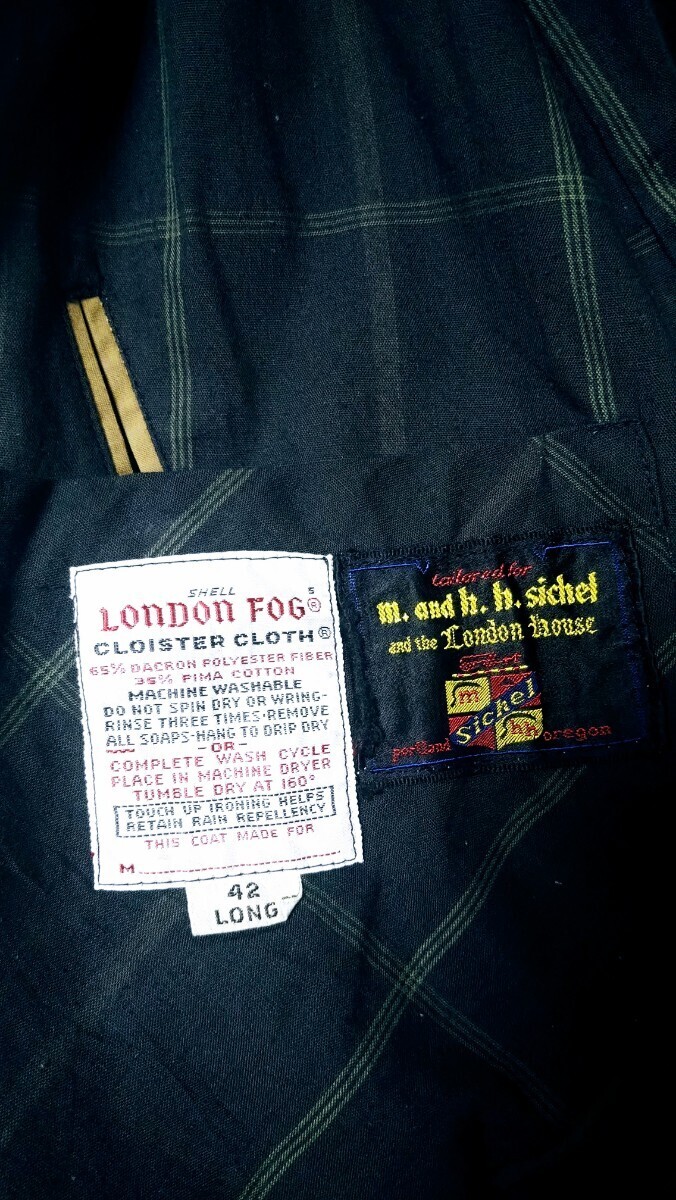 SHELL S
LONDON FOG®
CLOISTER CLOTH®
65% DACRON POLYESTER FIBER
35% PIMA COTTON
MACHINE WASHABLE
DO NOT SPIN DRY OR WRING-
RINSE THREE TIMES-REMOVE
ALL SOAPS-HANG TO DRIP DRY
-OR-
COMPLETE WASH CYCLE
PLACE IN MACHINE DRYER
TUMBLE DRY AT 160°
TOUCH UP IRONING HELPS
RETAIN RAIN REPELLENCY
THIS COAT MADE FOR
M
42
LONG
tailored for
m. and h. h. sichel
and the London House
m
Sichel
hh
portland oregon